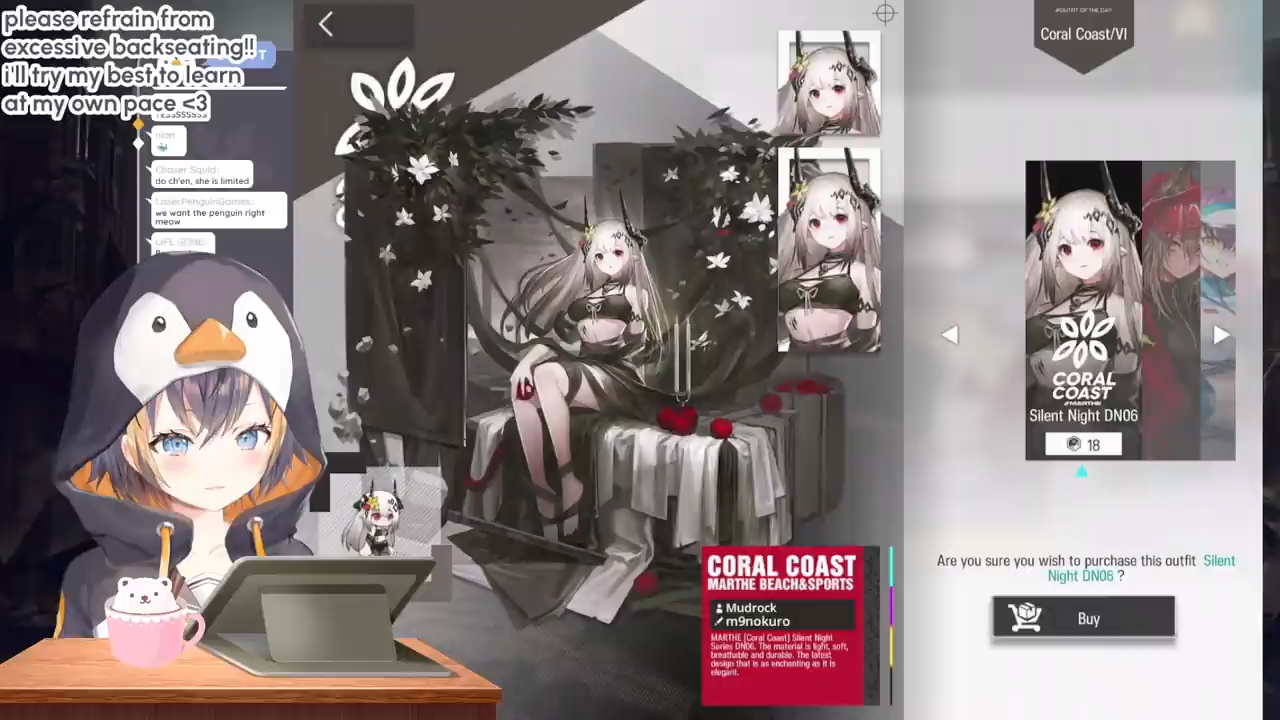 please refrain from
excessive backseating!!
i'll try my best to learn
at my own pace <3
nian
Chaser Squid:
do ch'en, she is limited
LaserPenguinGames:
we want the penguin right
meow
#OUTFIT OF THE DAY
Coral Coast/VI
CORAL
COAST
#MARTHE
Silent Night DN06
18
Are you sure you wish to purchase this outfit Silent
Night DN06 ?
Buy
CORAL COAST
MARTHE BEACH&SPORTS
Mudrock
m9nokuro
MARTHE [Coral Coast] Silent Night
Series DN06. The material is light, soft,
breathable and durable. The latest
design that is as enchanting as it is
elegant.